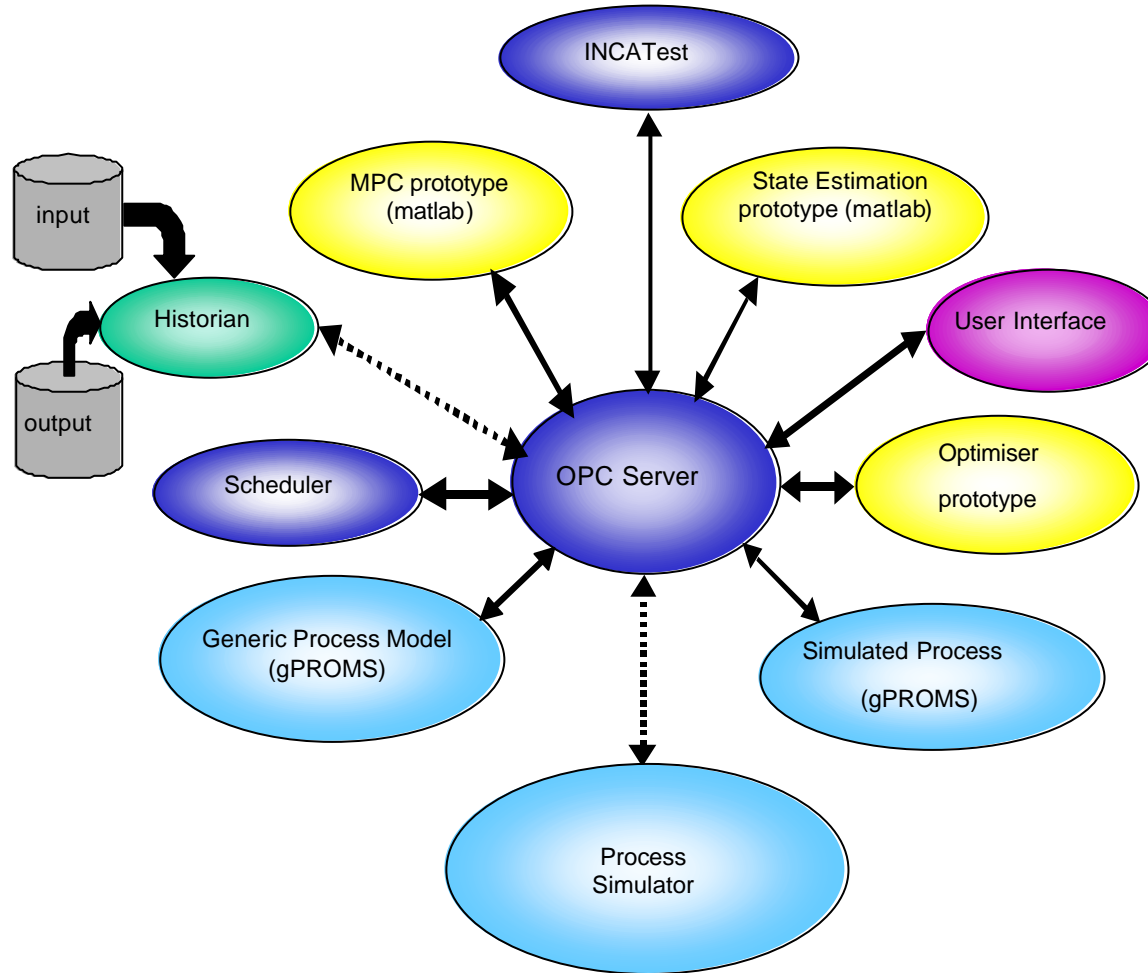 INCATest
MPC prototype
(matlab)
State Estimation
prototype (matlab)
input
Historian
User Interface
output
Scheduler
OPC Server
Optimiser
prototype
Generic Process Model
(gPROMS)
Simulated Process
(gPROMS)
Process
Simulator